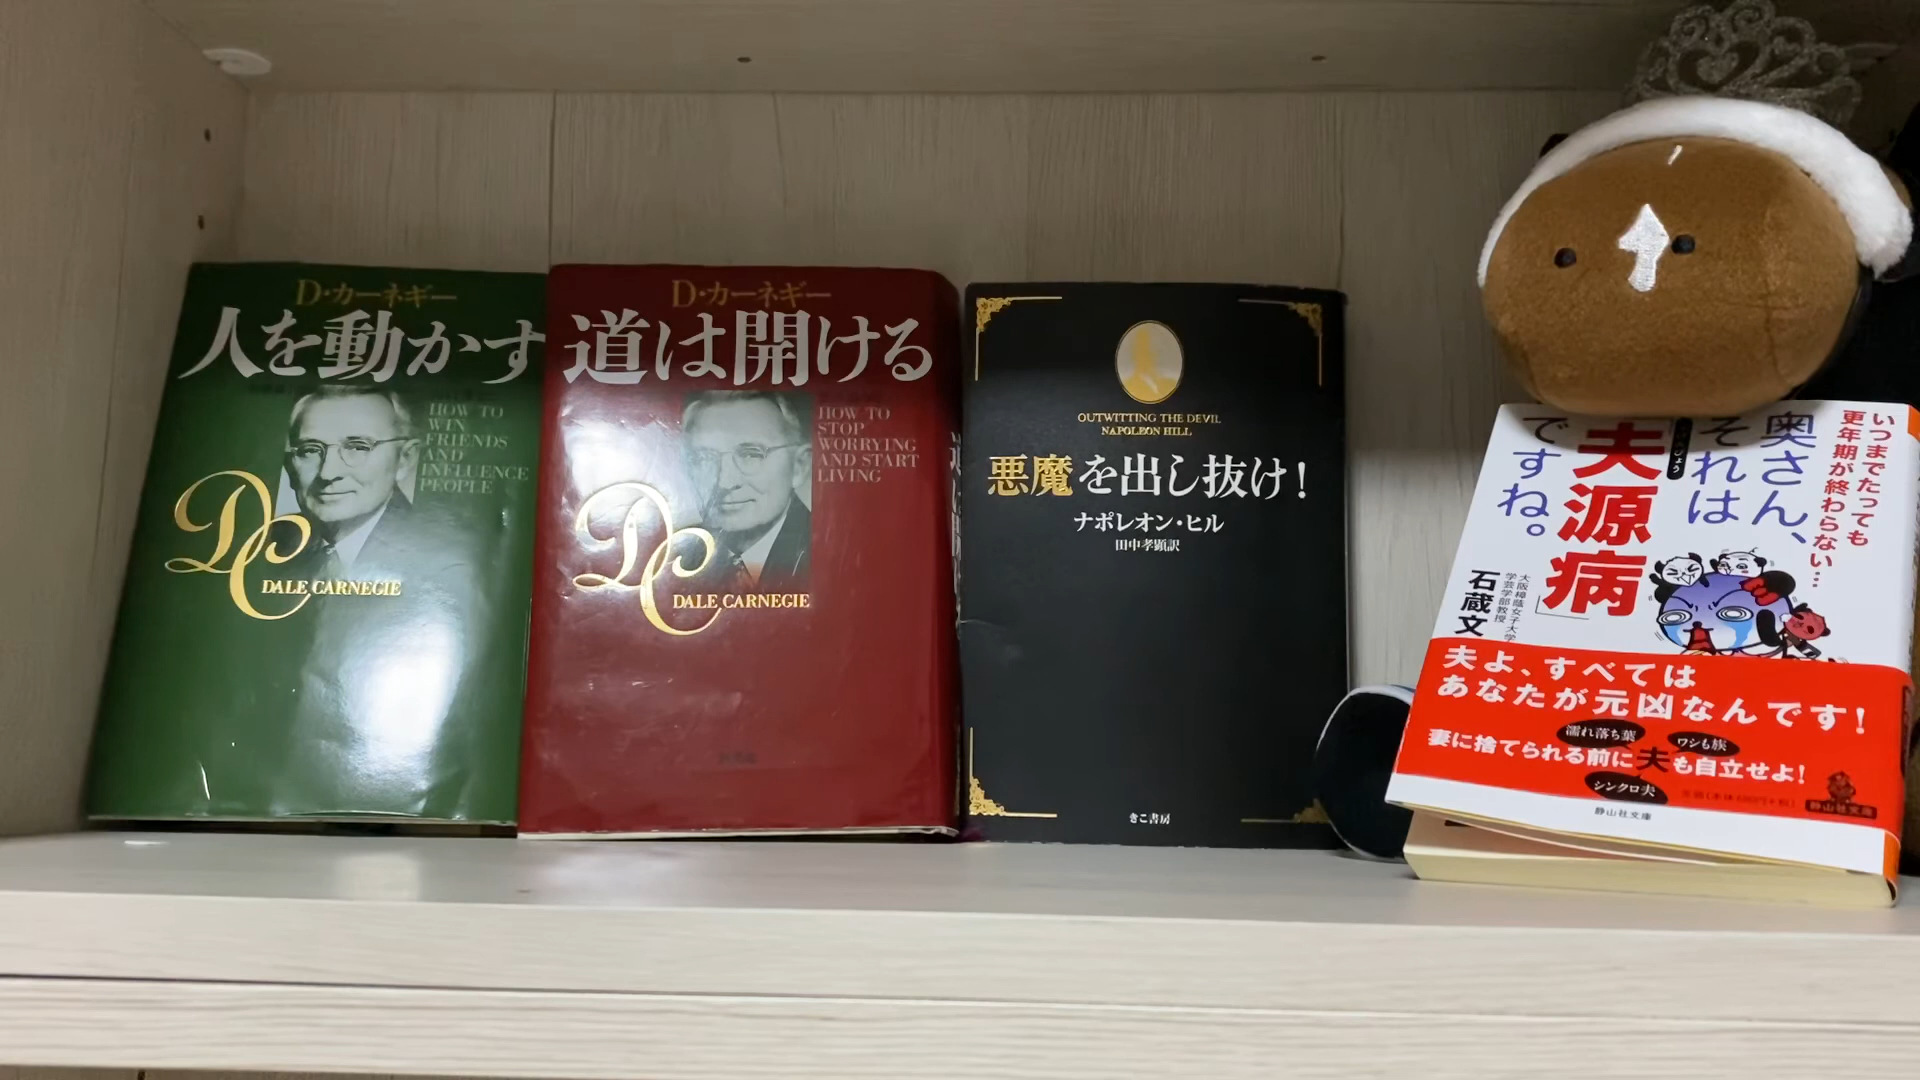 D・カーネギー
人を動かす
HOW TO
WIN
FRIENDS
AND
INFLUENCE
PEOPLE
DC
DALE CARNEGIE
D・カーネギー
道は開ける
HOW TO
STOP
WORRYING
AND START
LIVING
DC
DALE CARNEGIE
OUTWITTING THE DEVIL
NAPOLEON HILL
悪魔を出し抜け!
ナポレオン・ヒル
田中孝顕訳
きこ書房
いつまでたっても
更年期が終わらない…
奥さん、
それは
「夫源病」
ですね。
大阪樟蔭女子大学
学芸学部教授
石蔵文
夫よ、すべては
あなたが元凶なんです!
濡れ落ち葉
ワシも族
妻に捨てられる前に夫も自立せよ!
シンクロ夫
静山社文庫
静山社文庫